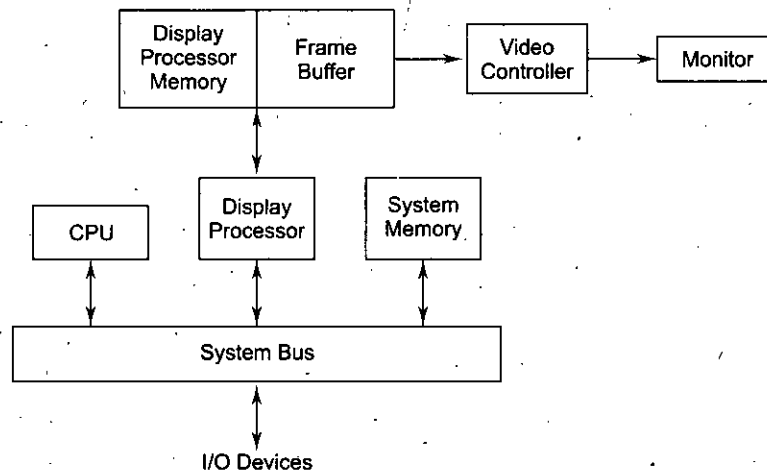 Display
Processor
Memory
Frame
Buffer
Video
Controller
Monitor
CPU
Display
Processor
System
Memory
System Bus
I/O Devices